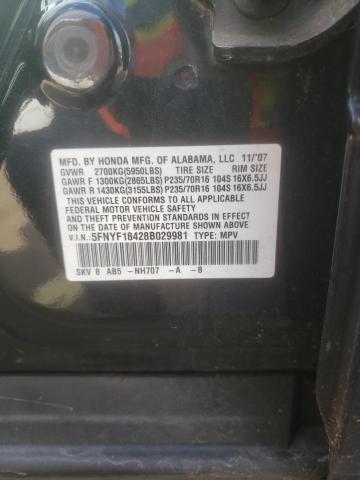 MFD. BY HONDA MFG. OF ALABAMA, LLC 11/'07
GVWR 2700KG(5950LBS) TIRE SIZE RIM SIZE
GAWR F 1300KG(2865LBS) P235/70R16 104S 16X6.5JJ
GAWR R 1430KG(3155LBS) P235/70R16 104S 16X6.5JJ
THIS VEHICLE CONFORMS TO ALL APPLICABLE
FEDERAL MOTOR VEHICLE SAFETY
AND THEFT PREVENTION STANDARDS IN EFFECT
ON THE DATE OF MANUFACTURE SHOWN ABOVE.
V.I.N.: 5FNYF18428B029981 TYPE: MPV
SKV 8 AB5 -NH707 -A -B